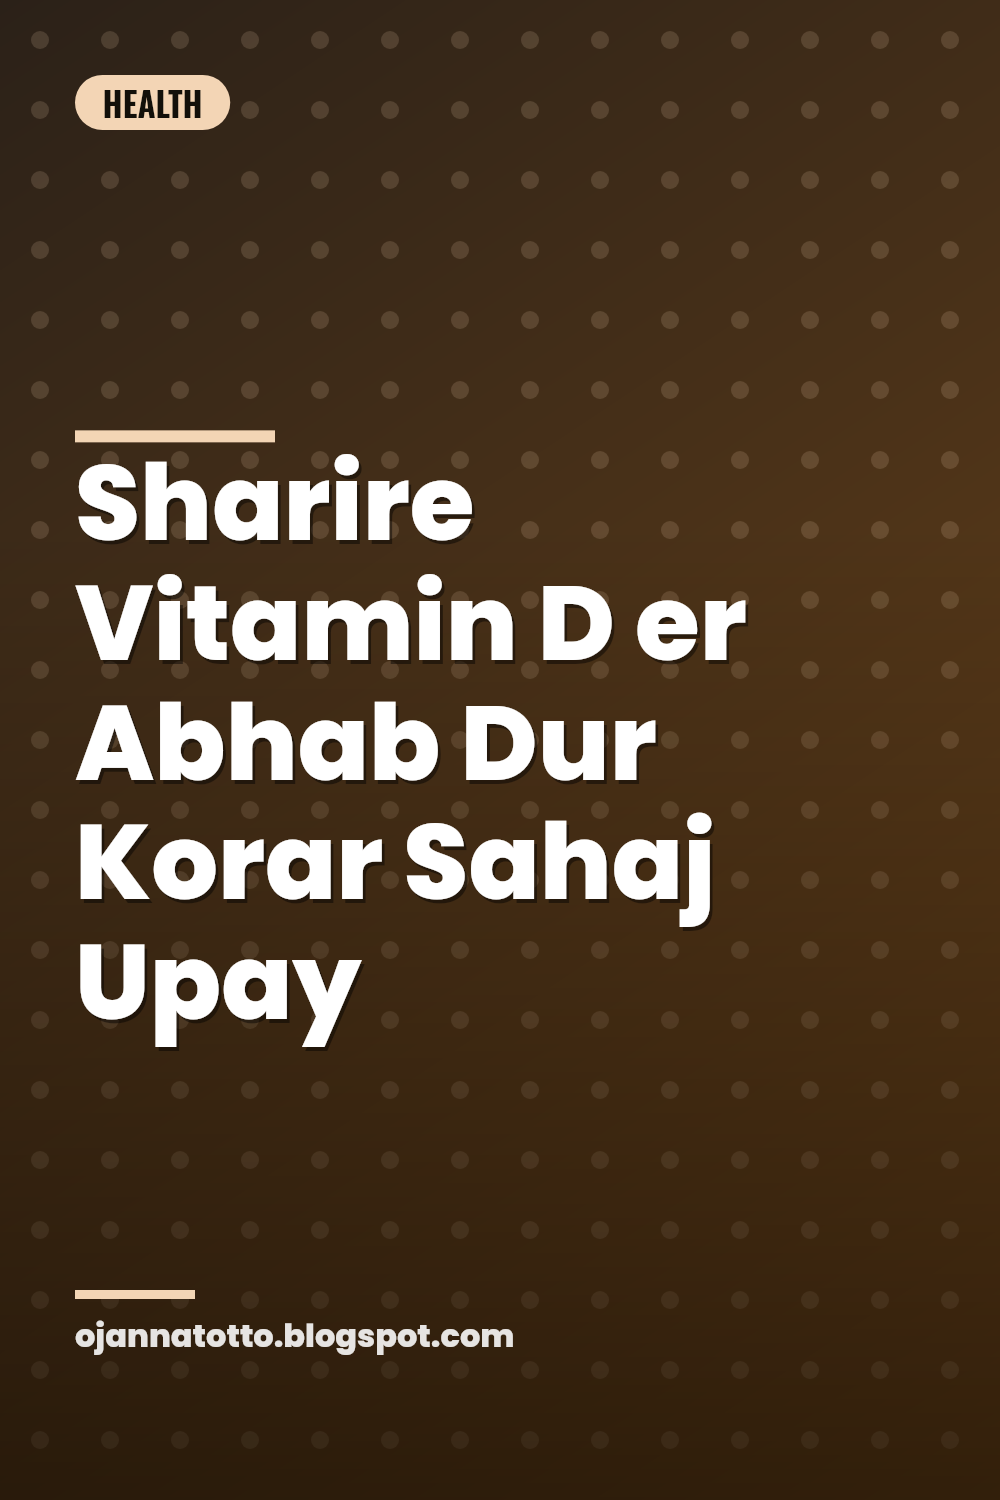 HEALTH
Sharire
Vitamin D er
Abhab Dur
Korar Sahaj
Upay
ojannatotto.blogspot.com